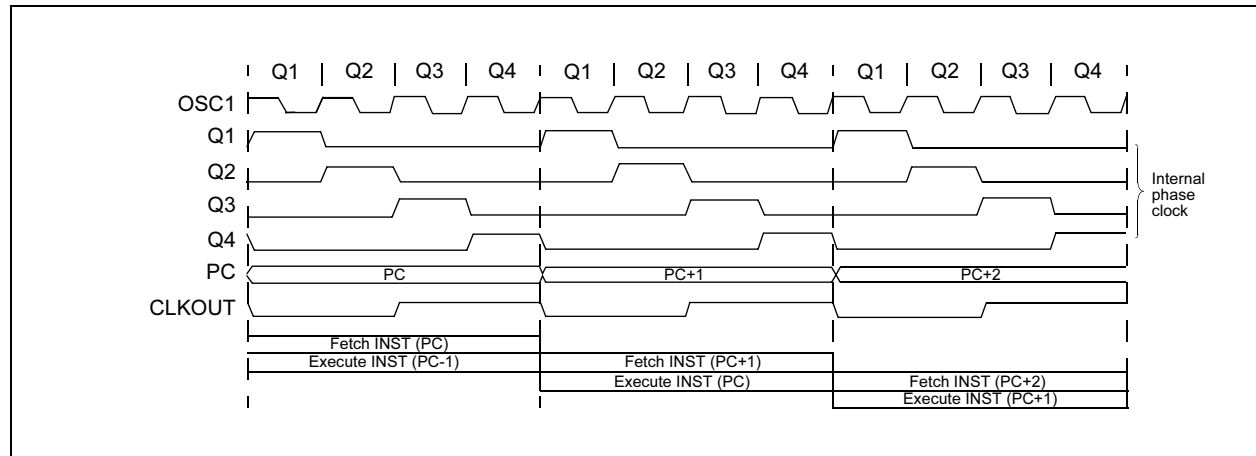 Q1 Q2 Q3 Q4 Q1 Q2 Q3 Q4 Q1 Q2 Q3 Q4
OSC1
Q1
Q2
Q3
Q4
Internal
phase
clock
PC PC PC+1 PC+2
CLKOUT
Fetch INST (PC)
Execute INST (PC-1) Fetch INST (PC+1)
Execute INST (PC) Fetch INST (PC+2)
Execute INST (PC+1)